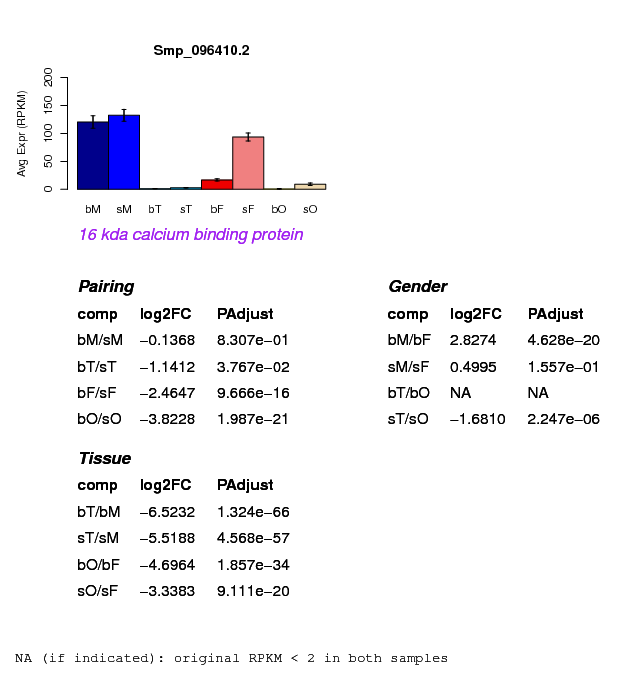 Smp_096410.2
Avg Expr (RPKM)
0 50 100 150 200
bM sM bT sT bF sF bO sO
16 kda calcium binding protein
Pairing
comp log2FC PAdjust
bM/sM −0.1368 8.307e−01
bT/sT −1.1412 3.767e−02
bF/sF −2.4647 9.666e−16
bO/sO −3.8228 1.987e−21
Gender
comp log2FC PAdjust
bM/bF 2.8274 4.628e−20
sM/sF 0.4995 1.557e−01
bT/bO NA NA
sT/sO −1.6810 2.247e−06
Tissue
comp log2FC PAdjust
bT/bM −6.5232 1.324e−66
sT/sM −5.5188 4.568e−57
bO/bF −4.6964 1.857e−34
sO/sF −3.3383 9.111e−20
NA (if indicated): original RPKM < 2 in both samples